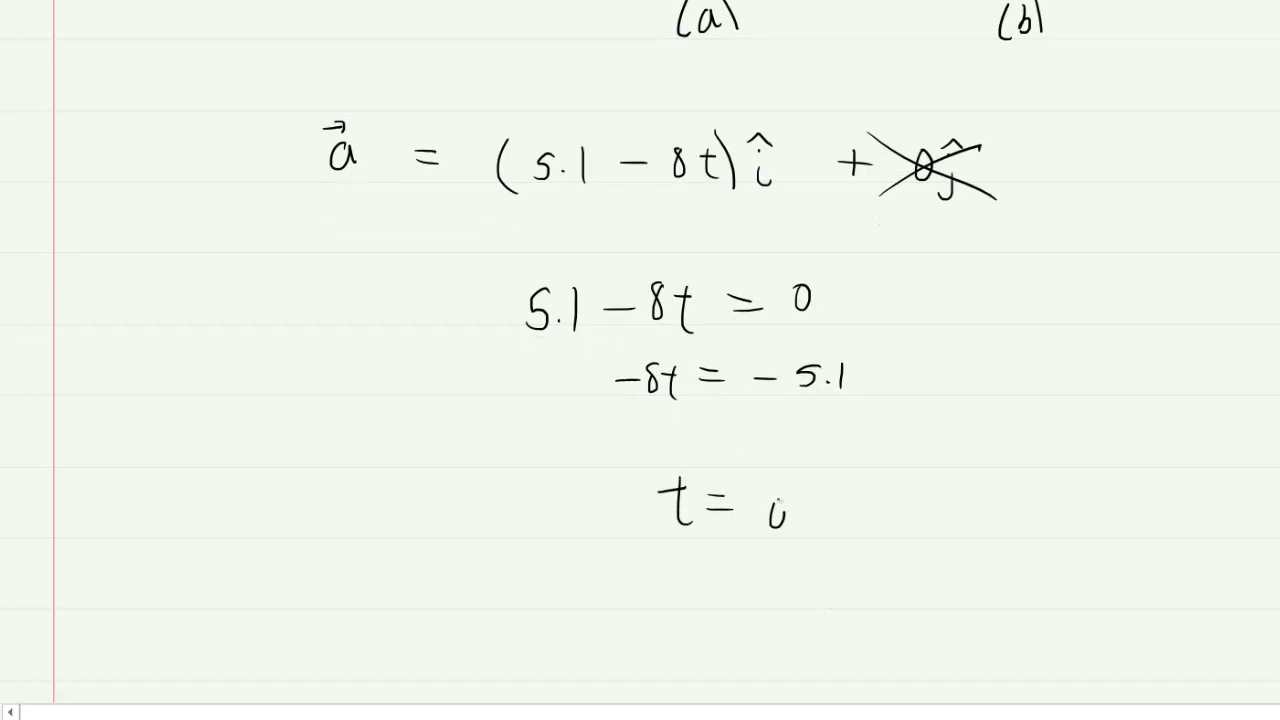 (a) (b)
a⃗ = (5.1 − 8t) î + 0ĵ
5.1 − 8t = 0
−8t = − 5.1
t =